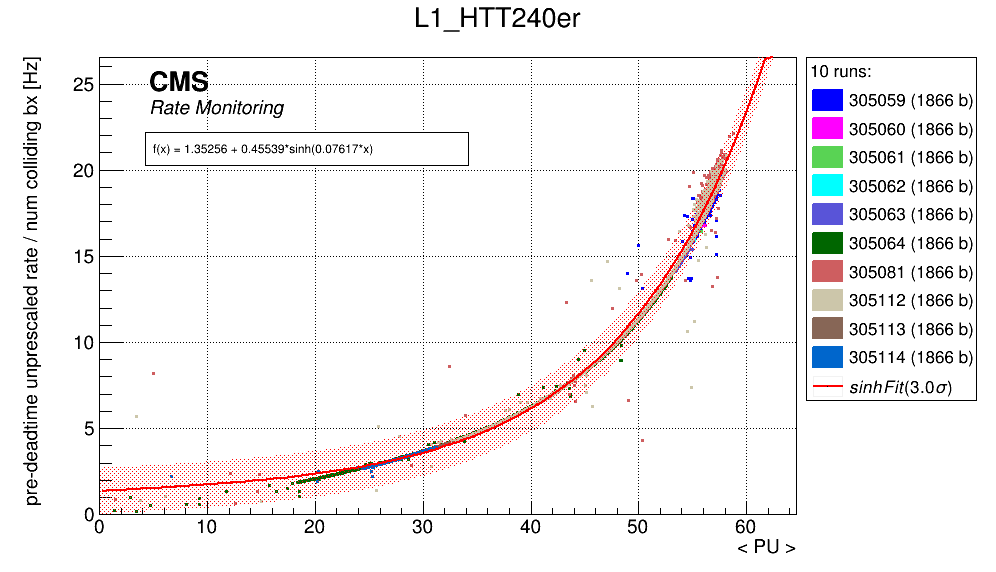 L1_HTT240er
pre-deadtime unprescaled rate / num colliding bx [Hz]
CMS
Rate Monitoring
f(x) = 1.35256 + 0.45539*sinh(0.07617*x)
25
20
15
10
5
0
0 10 20 30 40 50 60
< PU >
10 runs:
305059 (1866 b)
305060 (1866 b)
305061 (1866 b)
305062 (1866 b)
305063 (1866 b)
305064 (1866 b)
305081 (1866 b)
305112 (1866 b)
305113 (1866 b)
305114 (1866 b)
sinhFit(3.0σ)